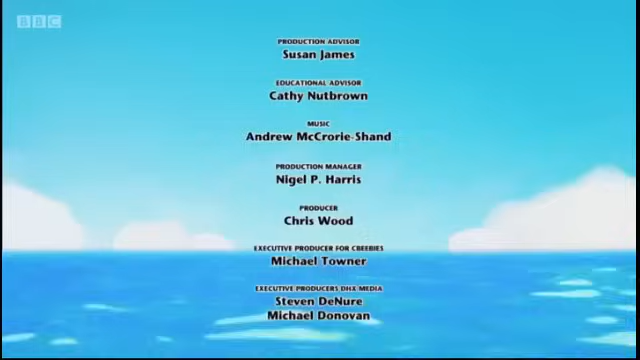 BBC
PRODUCTION ADVISOR
Susan James
EDUCATIONAL ADVISOR
Cathy Nutbrown
MUSIC
Andrew McCrorie-Shand
PRODUCTION MANAGER
Nigel P. Harris
PRODUCER
Chris Wood
EXECUTIVE PRODUCER FOR CBEEBIES
Michael Towner
EXECUTIVE PRODUCERS DHX MEDIA
Steven DeNure
Michael Donovan